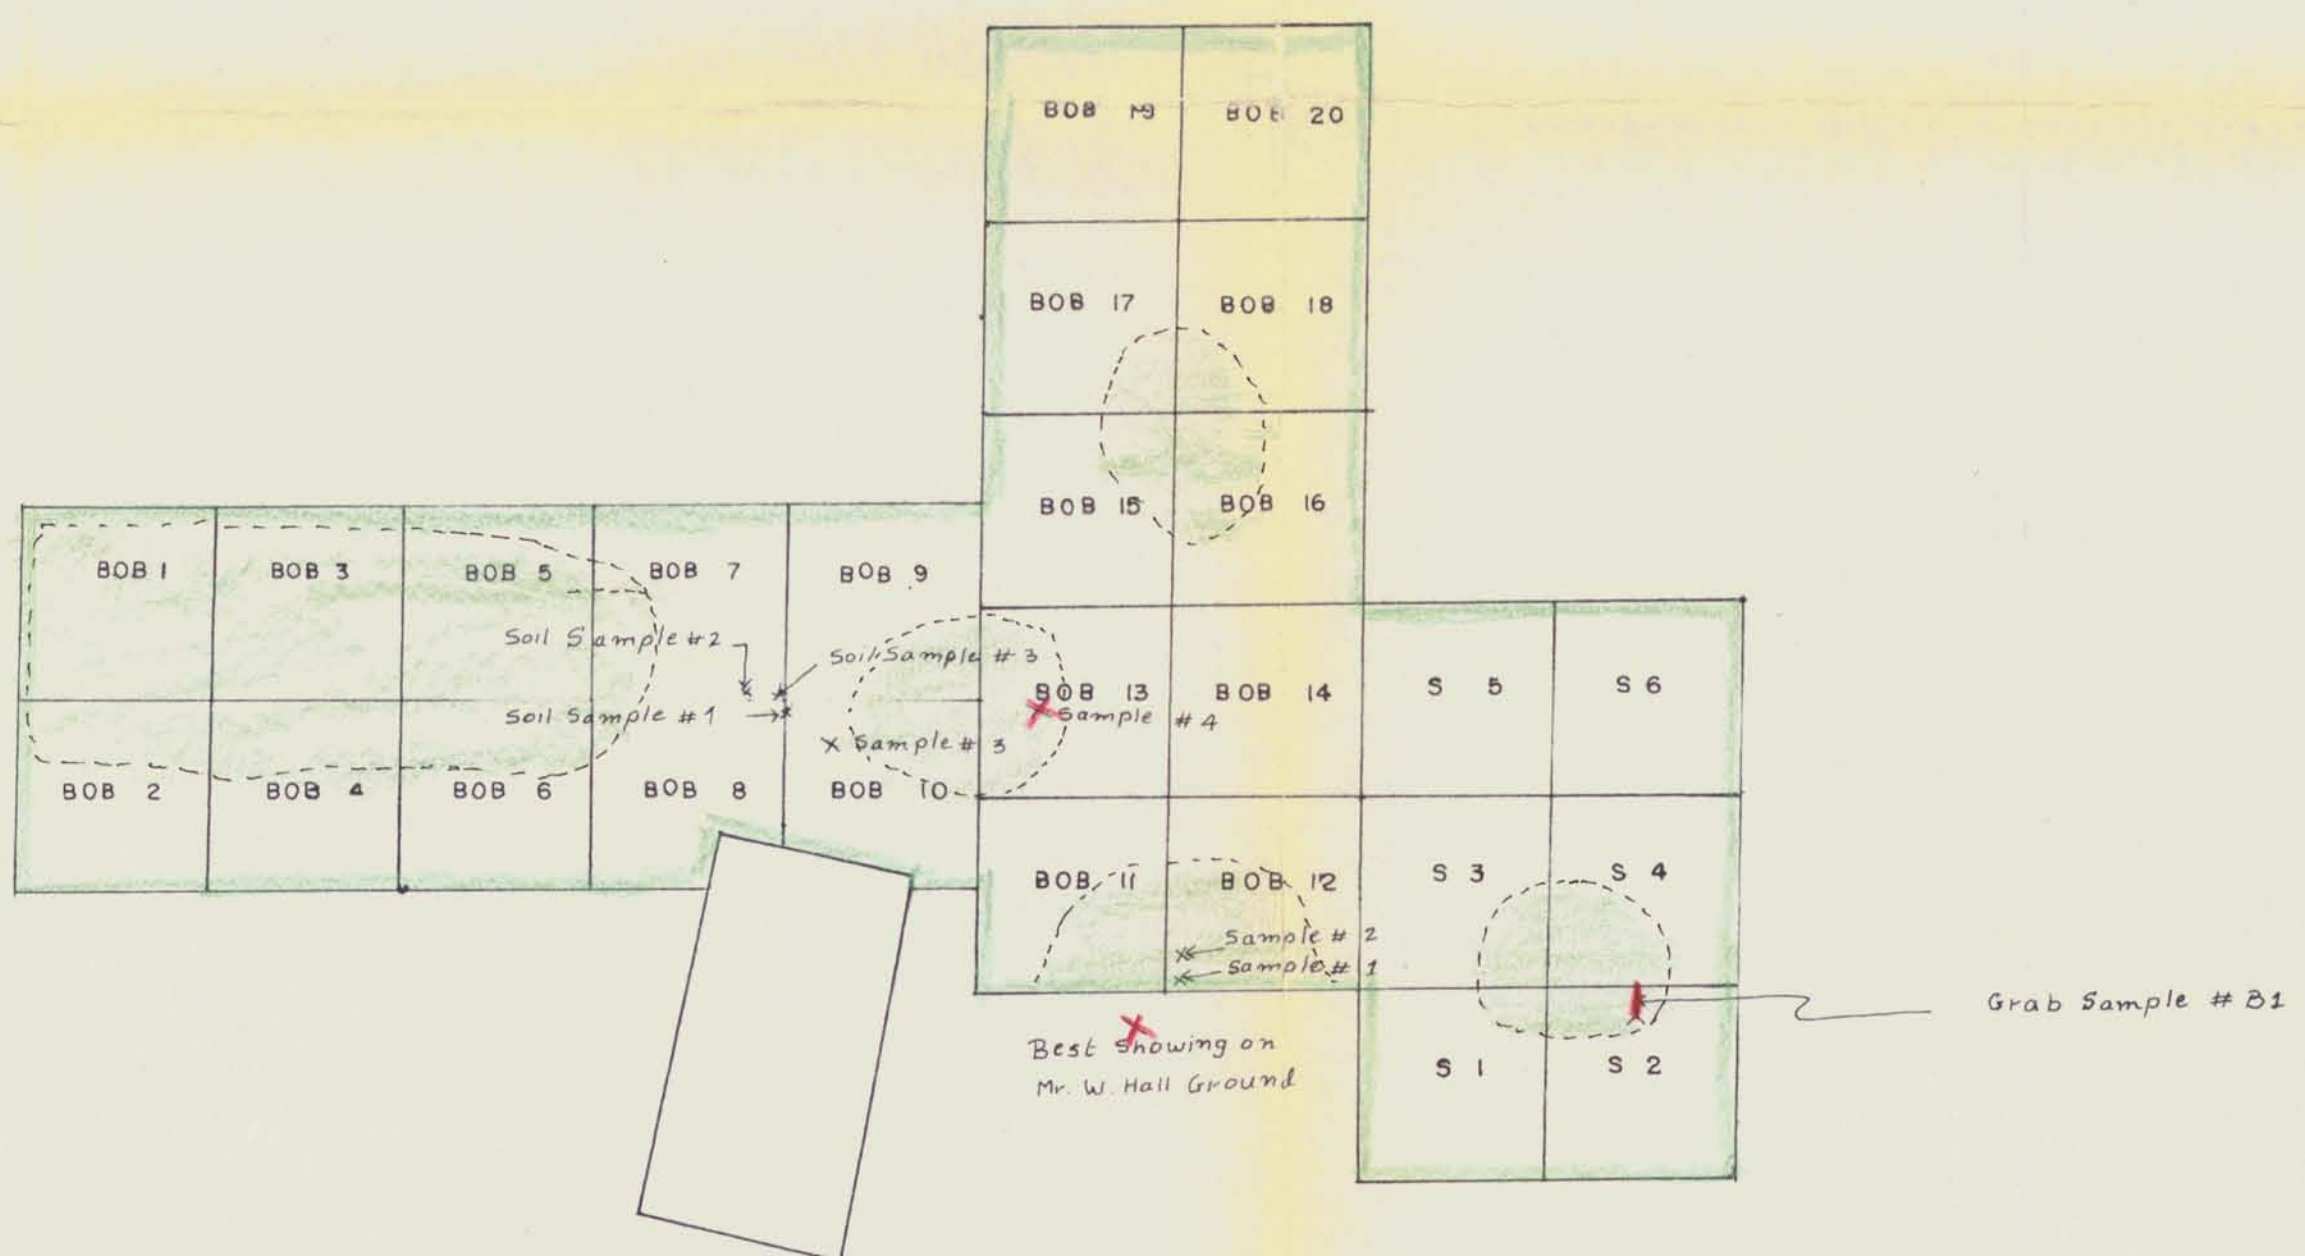 BOB 19 BOB 20
BOB 17 BOB 18
BOB 15 BOB 16
BOB 1 BOB 3 BOB 5 BOB 7 BOB 9
Soil Sample #2
Soil Sample # 3
BOB 13 BOB 14 S 5 S 6
Soil Sample #1
Sample # 4
Sample # 3
BOB 2 BOB 4 BOB 6 BOB 8 BOB 10
BOB 11 BOB 12 S 3 S 4
Sample # 2
Sample # 1
Grab Sample # B1
Best Showing on
Mr. W. Hall Ground
S 1 S 2